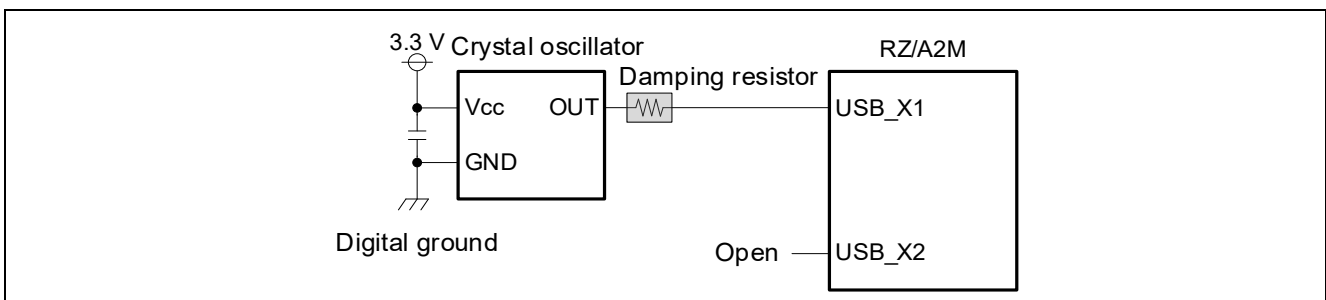 3.3 V
Crystal oscillator
RZ/A2M
Damping resistor
Vcc
OUT
USB_X1
GND
Digital ground
Open
USB_X2